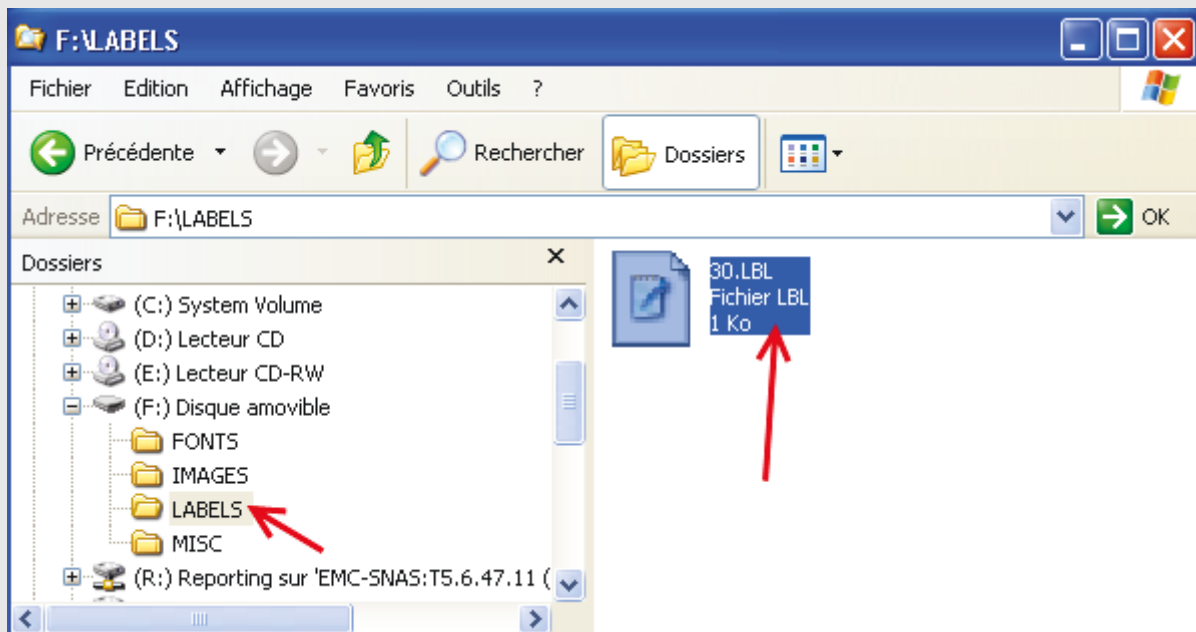 F:\LABELS
Fichier Edition Affichage Favoris Outils ?
Précédente Rechercher Dossiers
Adresse F:\LABELS OK
Dossiers
(C:) System Volume
(D:) Lecteur CD
(E:) Lecteur CD-RW
(F:) Disque amovible
FONTS
IMAGES
LABELS
MISC
(R:) Reporting sur 'EMC-SNAS:T5.6.47.11 (
30.LBL
Fichier LBL
1 Ko